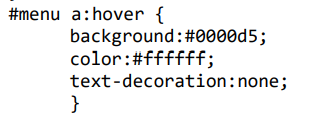 #menu a:hover {
background:#0000d5;
color:#ffffff;
text-decoration:none;
}